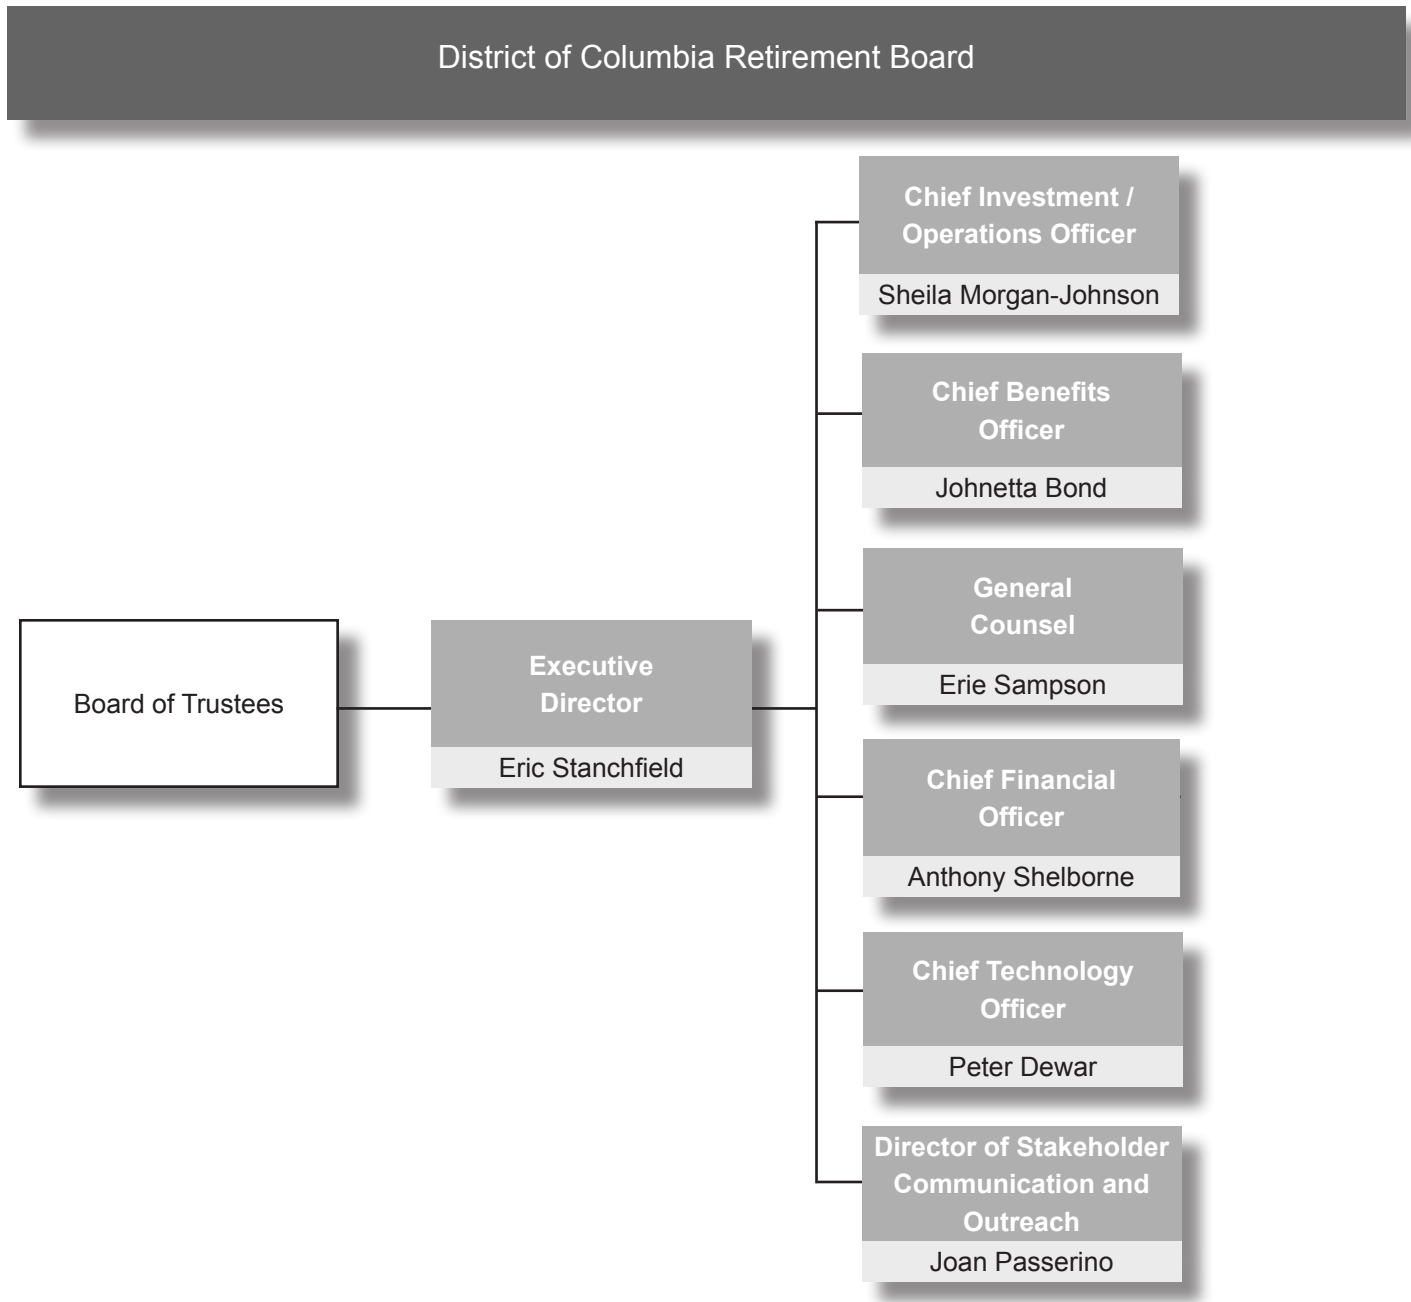 District of Columbia Retirement Board
Chief Investment /
Operations Officer
Sheila Morgan-Johnson
Chief Benefits
Officer
Johnetta Bond
General
Counsel
Erie Sampson
Board of Trustees
Executive
Director
Eric Stanchfield
Chief Financial
Officer
Anthony Shelborne
Chief Technology
Officer
Peter Dewar
Director of Stakeholder
Communication and
Outreach
Joan Passerino